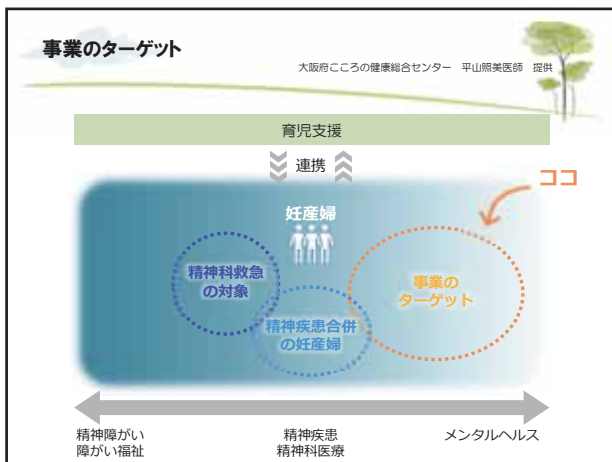 事業のターゲット
大阪府こころの健康総合センター　平山照美医師　提供
育児支援
連携
ココ
妊産婦
精神科救急
の対象
事業の
ターゲット
精神疾患合併
の妊産婦
精神障がい
障がい福祉
精神疾患
精神科医療
メンタルヘルス